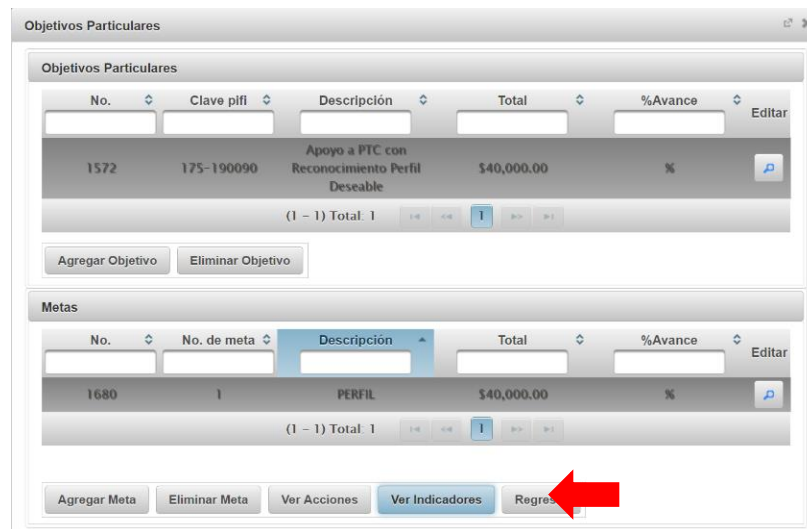 Objetivos Particulares
Objetivos Particulares
No. Clave pifi Descripción Total %Avance Editar
1572 175-190090 Apoyo a PTC con Reconocimiento Perfil Deseable $40,000.00 %
(1 - 1) Total: 1 1
Agregar Objetivo Eliminar Objetivo
Metas
No. No. de meta Descripción Total %Avance Editar
1680 1 PERFIL $40,000.00 %
(1 - 1) Total: 1 1
Agregar Meta Eliminar Meta Ver Acciones Ver Indicadores